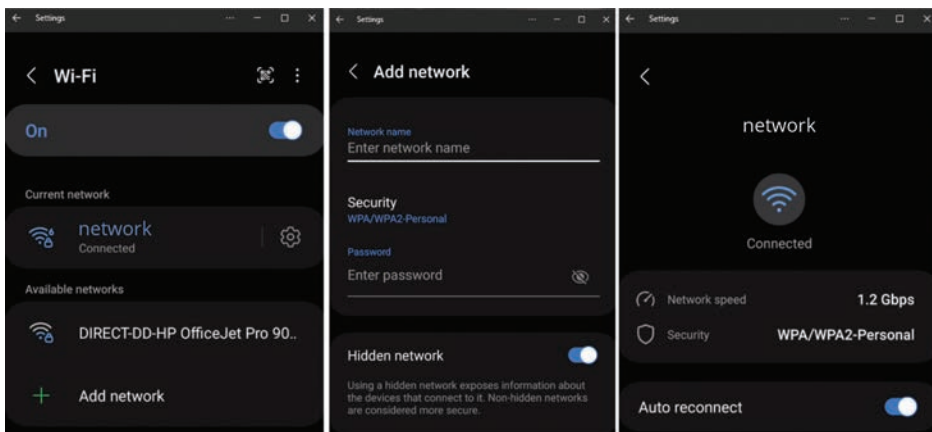 Settings
Wi-Fi
On
Current network
network
Connected
Available networks
DIRECT-DD-HP OfficeJet Pro 90..
Add network
Settings
Add network
Network name
Enter network name
Security
WPA/WPA2-Personal
Password
Enter password
Hidden network
Using a hidden network exposes information about
the devices that connect to it. Non-hidden networks
are considered more secure.
Settings
network
Connected
Network speed 1.2 Gbps
Security WPA/WPA2-Personal
Auto reconnect